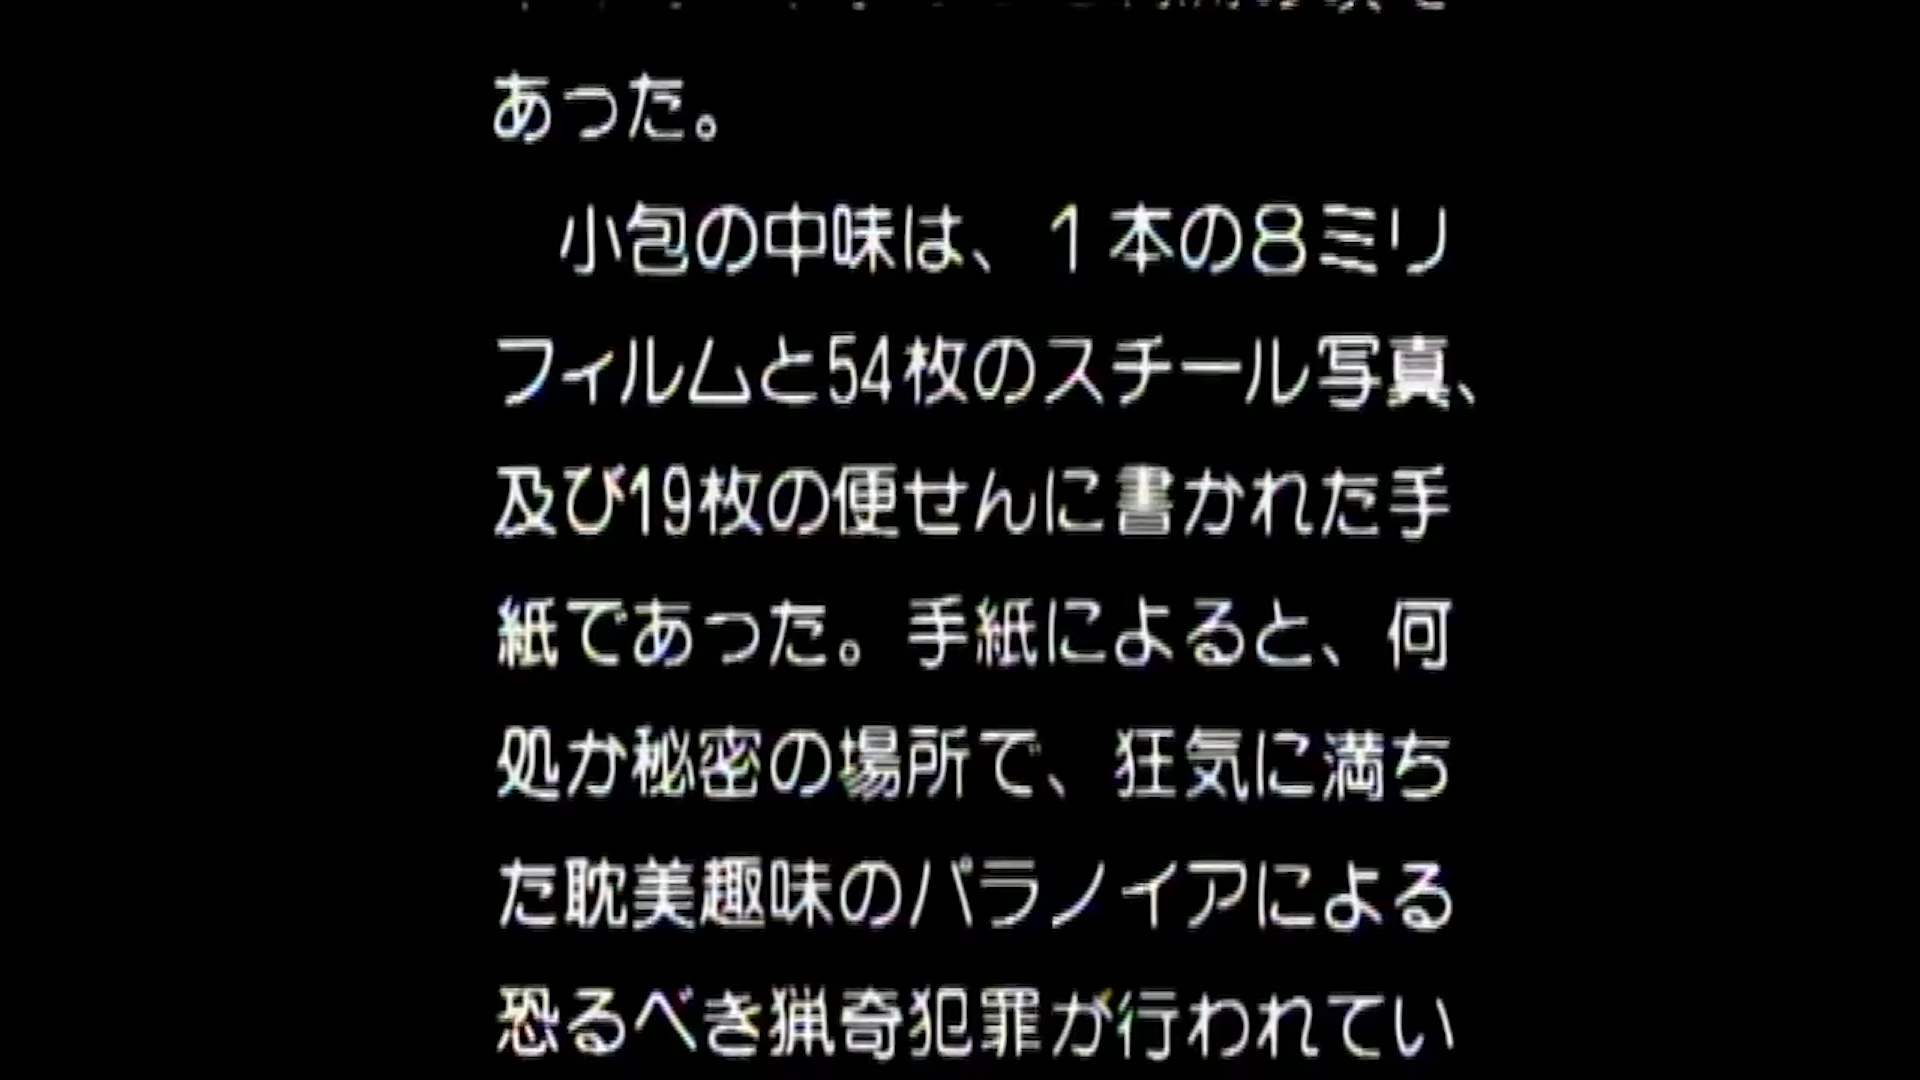 あった。
　小包の中味は、１本の８ミリ
フィルムと54枚のスチール写真、
及び19枚の便せんに書かれた手
紙であった。手紙によると、何
処か秘密の場所で、狂気に満ち
た耽美趣味のパラノイアによる
恐るべき猟奇犯罪が行われてい